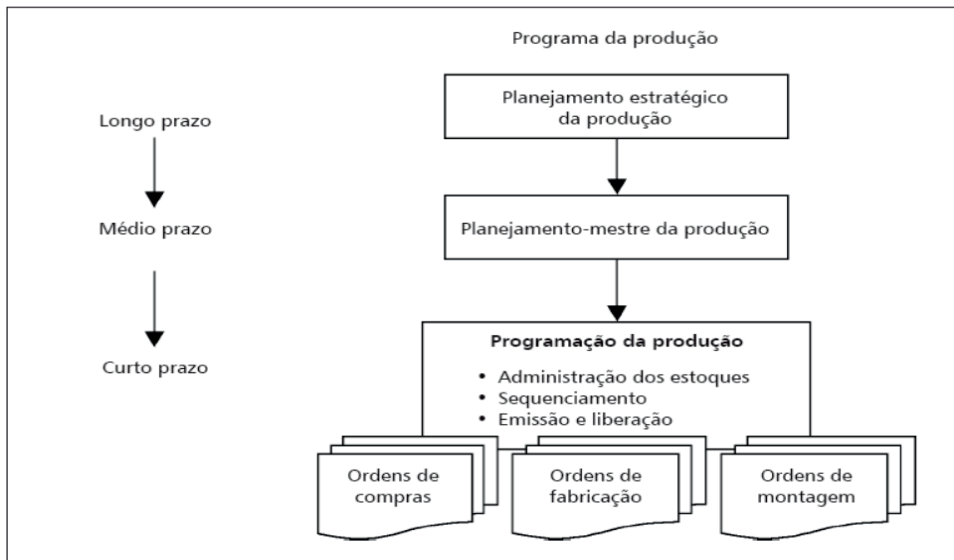 Programa da produção
Planejamento estratégico
da produção
Longo prazo
Médio prazo
Planejamento-mestre da produção
Programação da produção
Curto prazo
• Administração dos estoques
• Sequenciamento
• Emissão e liberação
Ordens de
compras
Ordens de
fabricação
Ordens de
montagem